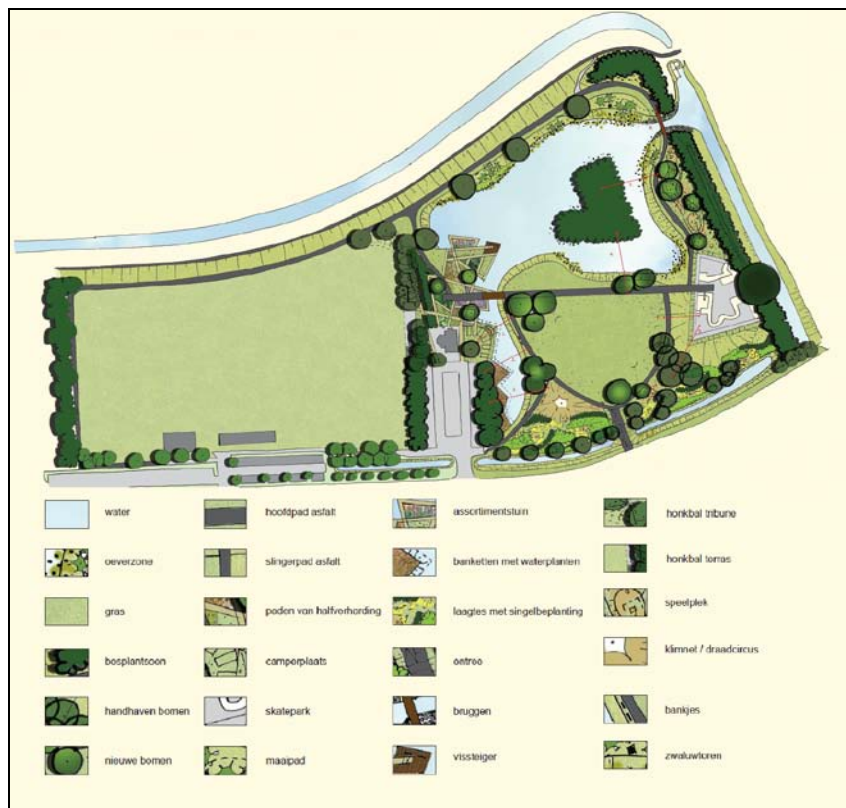 water
hoofdpad asfalt
assortimentstuin
honkbal tribune
oeverzone
slingerpad asfalt
banketten met waterplanten
honkbal terras
gras
paden van halfverharding
laagtes met singelbeplanting
speelplek
klimnet / draadcircus
bosplantsoen
camperplaats
entree
handhaven bomen
skatepark
bruggen
bankjes
nieuwe bomen
maaipad
vissteiger
zwaluwtoren